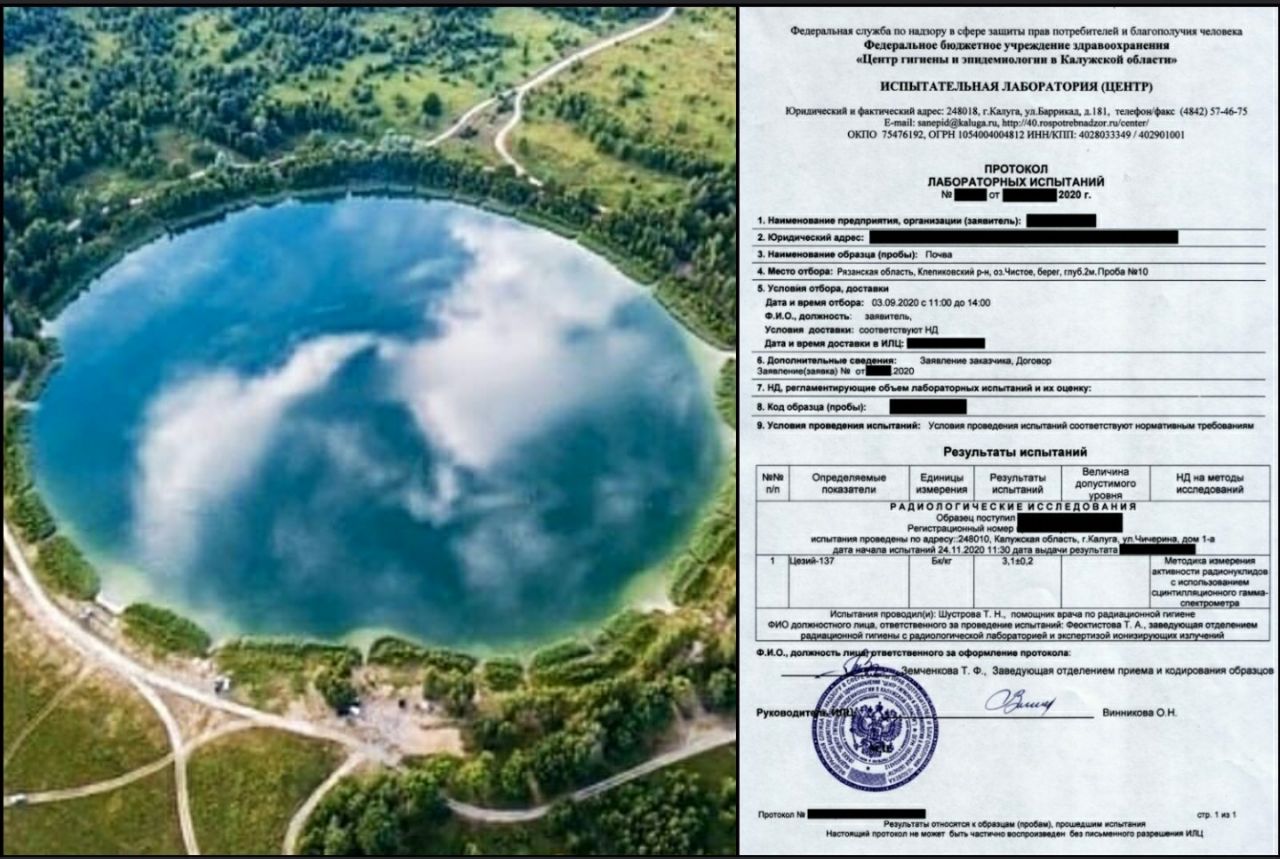 Федеральная служба по надзору в сфере защиты прав потребителей и благополучия человека
Федеральное бюджетное учреждение здравоохранения
«Центр гигиены и эпидемиологии в Калужской области»
ИСПЫТАТЕЛЬНАЯ ЛАБОРАТОРИЯ (ЦЕНТР)
Юридический и фактический адрес: 248018, г.Калуга, ул.Баррикад, д.181, телефон/факс (4842) 57-46-75
E-mail: sanepid@kaluga.ru, http://40.rospotrebnadzor.ru/center/
ОКПО 75476192, ОГРН 1054004004812 ИНН/КПП: 4028033349 / 402901001
ПРОТОКОЛ
ЛАБОРАТОРНЫХ ИСПЫТАНИЙ
№ от 2020 г.
1. Наименование предприятия, организации (заявитель):
2. Юридический адрес:
3. Наименование образца (пробы): Почва
4. Место отбора: Рязанская область, Клепиковский р-н, оз.Чистое, берег, глуб.2м.Проба №10
5. Условия отбора, доставки
Дата и время отбора: 03.09.2020 с 11:00 до 14:00
Ф.И.О., должность: заявитель,
Условия доставки: соответствуют НД
Дата и время доставки в ИЛЦ:
6. Дополнительные сведения: Заявление заказчика, Договор
Заявление(заявка) № от .2020
7. НД, регламентирующие объем лабораторных испытаний и их оценку:
8. Код образца (пробы):
9. Условия проведения испытаний: Условия проведения испытаний соответствуют нормативным требованиям
Результаты испытаний
№№ п/п Определяемые показатели Единицы измерения Результаты испытаний Величина допустимого уровня НД на методы исследований
РАДИОЛОГИЧЕСКИЕ ИССЛЕДОВАНИЯ
Образец поступил
Регистрационный номер
испытания проведены по адресу:: 248010, Калужская область, г.Калуга, ул.Чичерина, дом 1-а
дата начала испытаний 24.11.2020 11:30 дата выдачи результата
1 Цезий-137 Бк/кг 3,1±0,2 Методика измерения
активности радионуклидов
с использованием
сцинтилляционного гамма-
спектрометра
Испытания проводил(и): Шустрова Т. Н., помощник врача по радиационной гигиене
ФИО должностного лица, ответственного за проведение испытаний: Феоктистова Т. А., заведующая отделением
радиационной гигиены с радиологической лабораторией и экспертизой ионизирующих излучений
Ф.И.О., должность лица, ответственного за оформление протокола:
Земченкова Т. Ф., Заведующая отделением приема и кодирования образцов
Руководитель ИЛЦ Винникова О.Н.
Протокол № стр. 1 из 1
Результаты относятся к образцам (пробам), прошедшим испытания
Настоящий протокол не может быть частично воспроизведен без письменного разрешения ИЛЦ